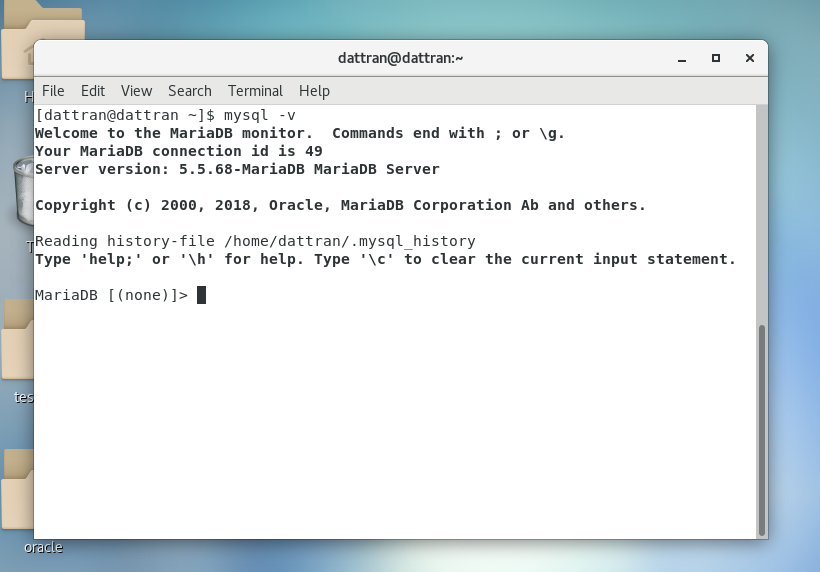 dattran@dattran:~
File Edit View Search Terminal Help
[dattran@dattran ~]$ mysql -v
Welcome to the MariaDB monitor.  Commands end with ; or \g.
Your MariaDB connection id is 49
Server version: 5.5.68-MariaDB MariaDB Server
Copyright (c) 2000, 2018, Oracle, MariaDB Corporation Ab and others.
Reading history-file /home/dattran/.mysql_history
Type 'help;' or '\h' for help. Type '\c' to clear the current input statement.
MariaDB [(none)]>
oracle